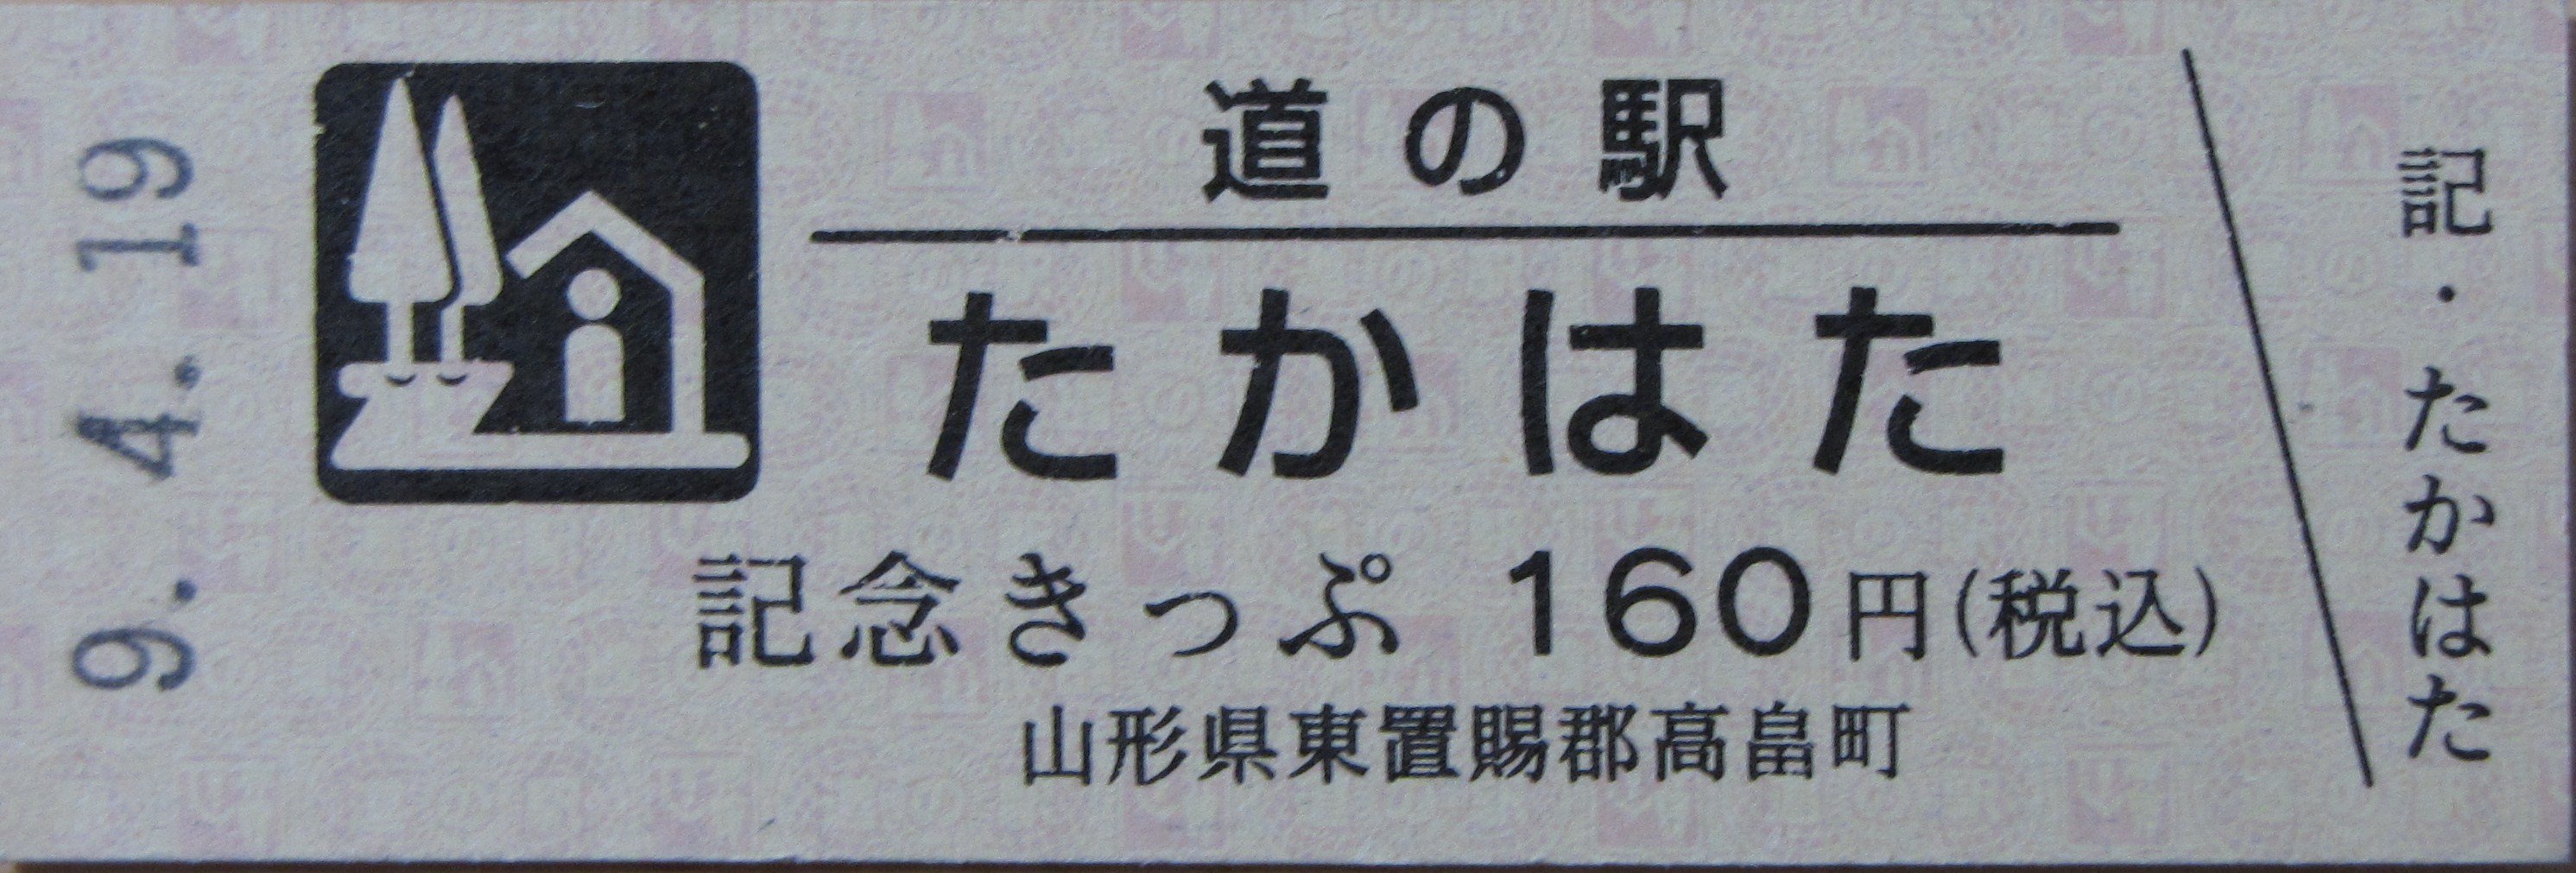 9. 4. 19
道の駅
たかはた
記念きっぷ 160円(税込)
山形県東置賜郡高畠町
記・たかはた